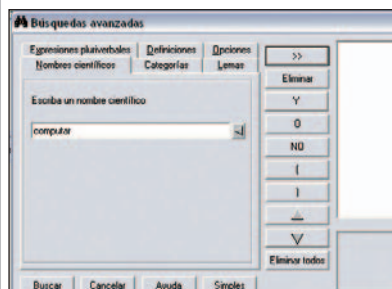 Búsquedas avanzadas
Expresiones pluriverbales Definiciones Opciones
Nombres científicos Categorías Lemas
Escriba un nombre científico
computar
>>
Eliminar
Y
O
NO
(
)
Eliminar todos
Buscar Cancelar Ayuda Simples